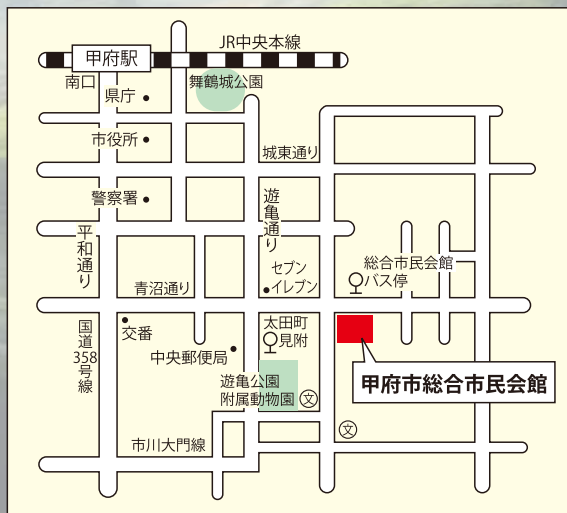 JR中央本線
甲府駅
南口
舞鶴城公園
県庁
市役所
城東通り
警察署
遊亀通り
平和通り
総合市民会館
バス停
セブン
イレブン
青沼通り
太田町
見附
国道358号線
交番
中央郵便局
遊亀公園
附属動物園
文
甲府市総合市民会館
文
市川大門線